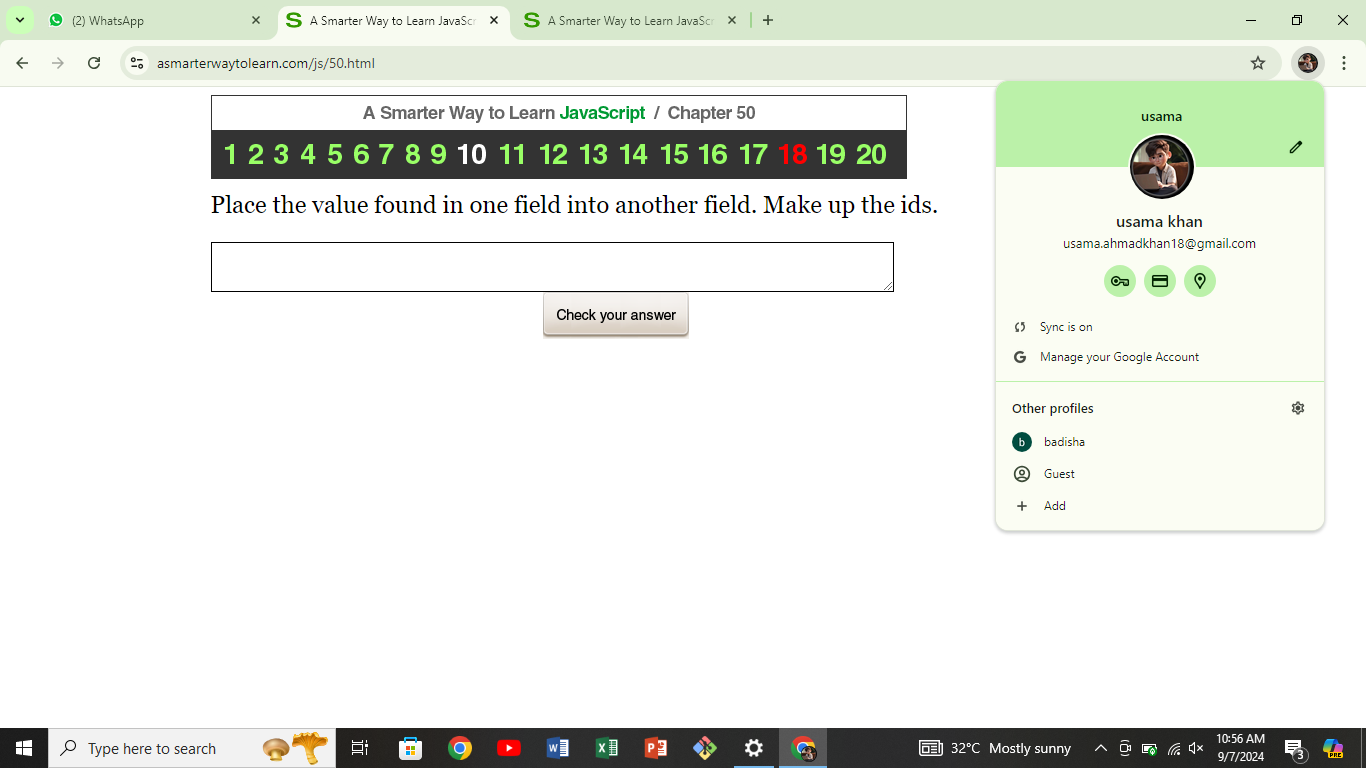 (2) WhatsApp
A Smarter Way to Learn JavaScr
A Smarter Way to Learn JavaScr
asmarterwaytolearn.com/js/50.html
A Smarter Way to Learn JavaScript / Chapter 50
1 2 3 4 5 6 7 8 9 10 11 12 13 14 15 16 17 18 19 20
Place the value found in one field into another field. Make up the ids.
Check your answer
usama
usama khan
usama.ahmadkhan18@gmail.com
Sync is on
Manage your Google Account
Other profiles
b badisha
Guest
Add
Type here to search
32°C Mostly sunny
10:56 AM
9/7/2024
3
PRE